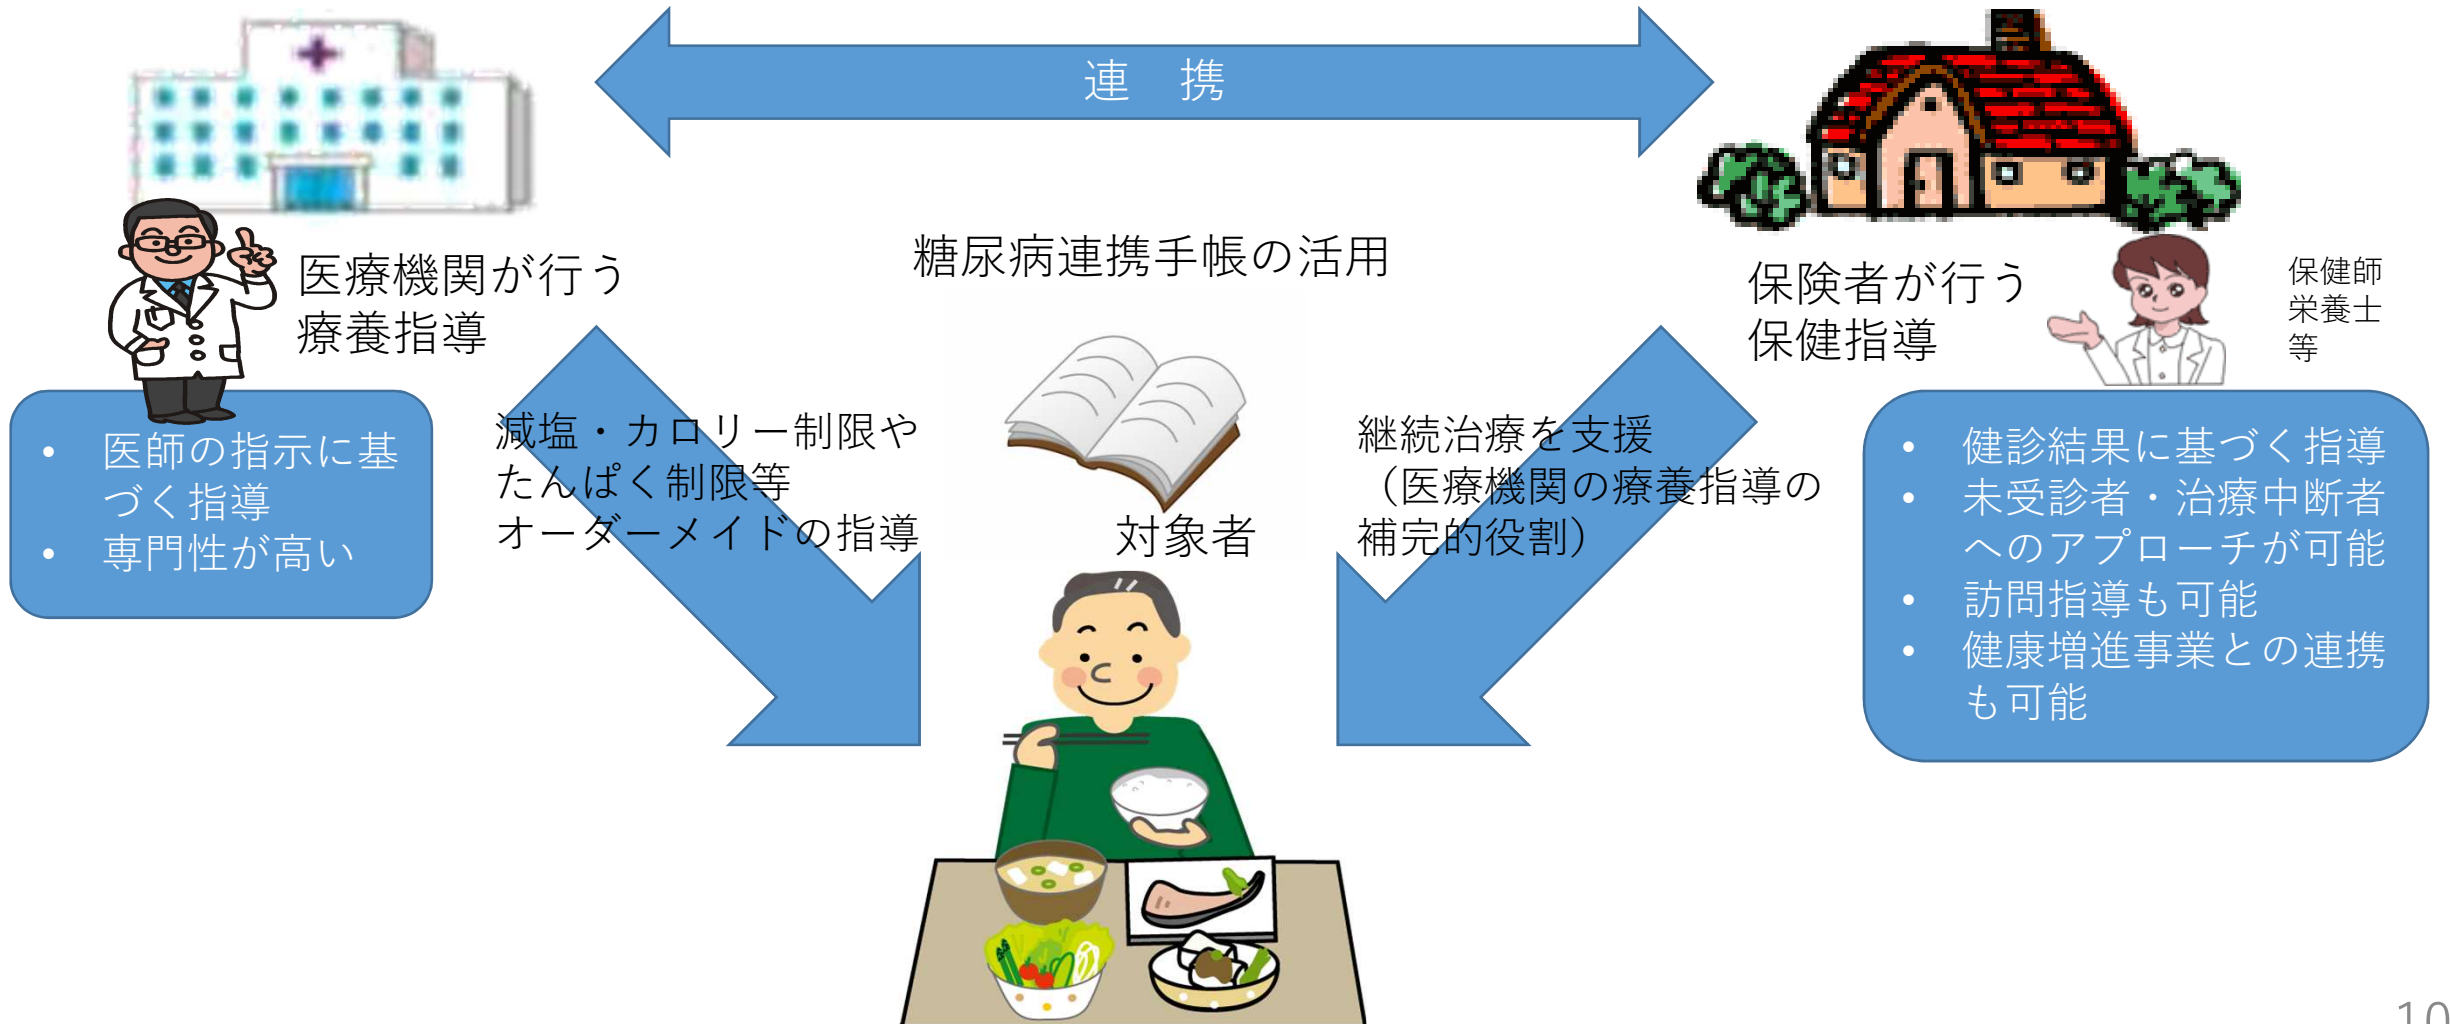 連　携
医療機関が行う
療養指導
糖尿病連携手帳の活用
保険者が行う
保健指導
保健師
栄養士
等
• 医師の指示に基
づく指導
• 専門性が高い
減塩・カロリー制限や
たんぱく制限等
オーダーメイドの指導
対象者
継続治療を支援
（医療機関の療養指導の
補完的役割）
• 健診結果に基づく指導
• 未受診者・治療中断者
へのアプローチが可能
• 訪問指導も可能
• 健康増進事業との連携
も可能
10